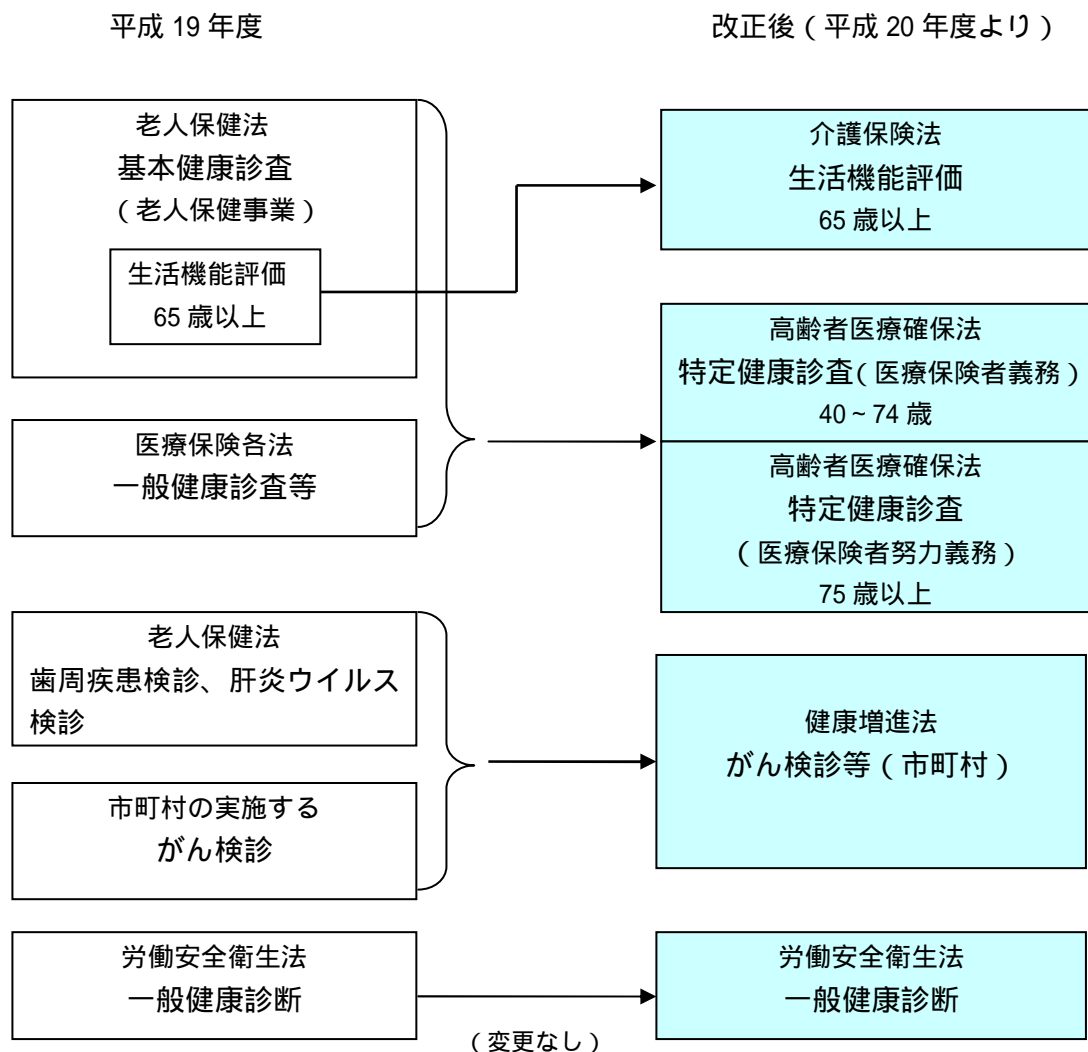 平成 19 年度
改正後（平成 20 年度より）
老人保健法
基本健康診査
（老人保健事業）
生活機能評価
65 歳以上
医療保険各法
一般健康診査等
老人保健法
歯周疾患検診、肝炎ウイルス
検診
市町村の実施する
がん検診
労働安全衛生法
一般健康診断
（変更なし）
介護保険法
生活機能評価
65 歳以上
高齢者医療確保法
特定健康診査（医療保険者義務）
40～74 歳
高齢者医療確保法
特定健康診査
（医療保険者努力義務）
75 歳以上
健康増進法
がん検診等（市町村）
労働安全衛生法
一般健康診断